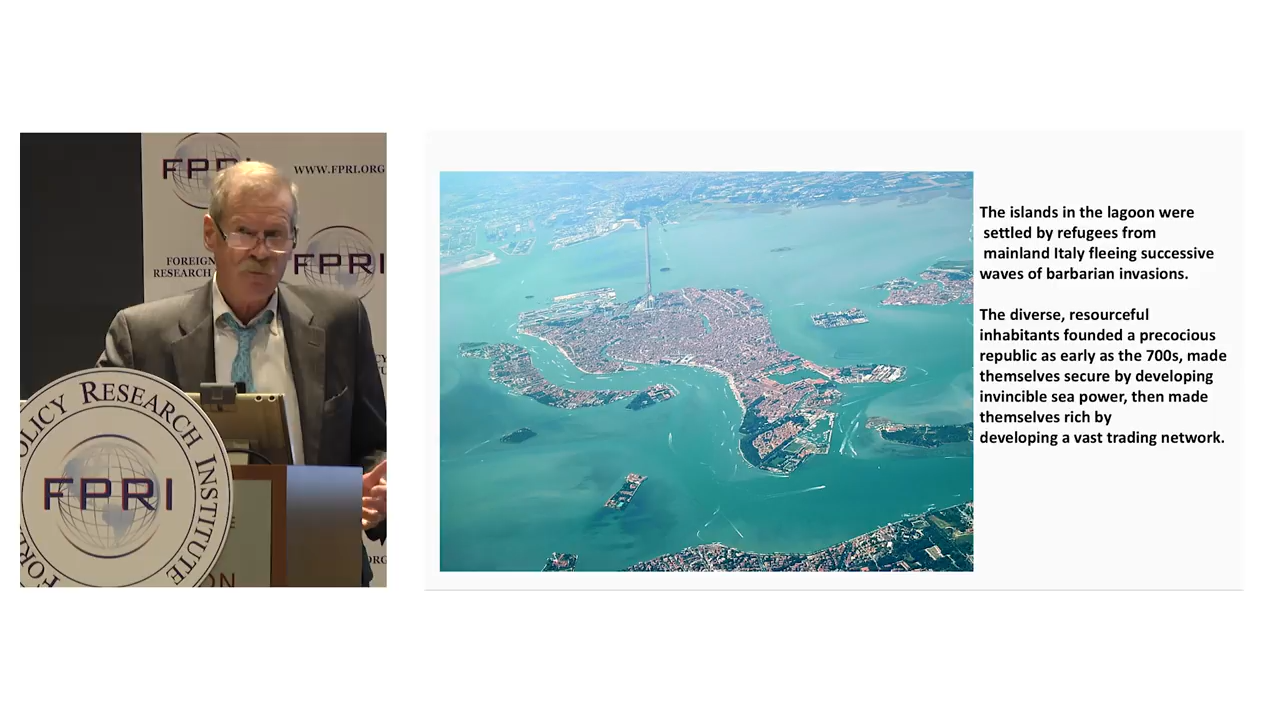 FPRI
WWW.FPRI.ORG
FOREIGN
RESEARCH
FPRI
POLICY RESEARCH INSTITUTE
FPRI
The islands in the lagoon were
settled by refugees from
mainland Italy fleeing successive
waves of barbarian invasions.
The diverse, resourceful
inhabitants founded a precocious
republic as early as the 700s, made
themselves secure by developing
invincible sea power, then made
themselves rich by
developing a vast trading network.